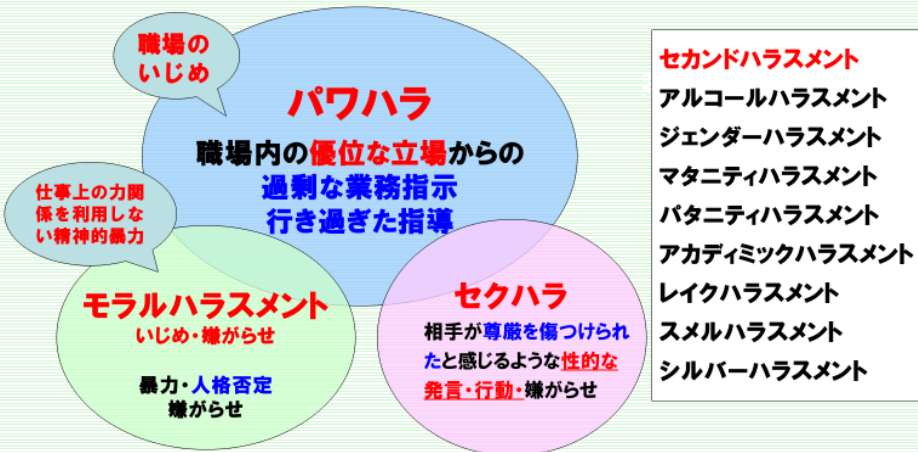 職場の
いじめ
パワハラ
職場内の優位な立場からの
過剰な業務指示
行き過ぎた指導
仕事上の力関
係を利用しな
い精神的暴力
モラルハラスメント
いじめ・嫌がらせ
暴力・人格否定
嫌がらせ
セクハラ
相手が尊厳を傷つけられ
たと感じるような性的な
発言・行動・嫌がらせ
セカンドハラスメント
アルコールハラスメント
ジェンダーハラスメント
マタニティハラスメント
パタニティハラスメント
アカディミックハラスメント
レイクハラスメント
スメルハラスメント
シルバーハラスメント